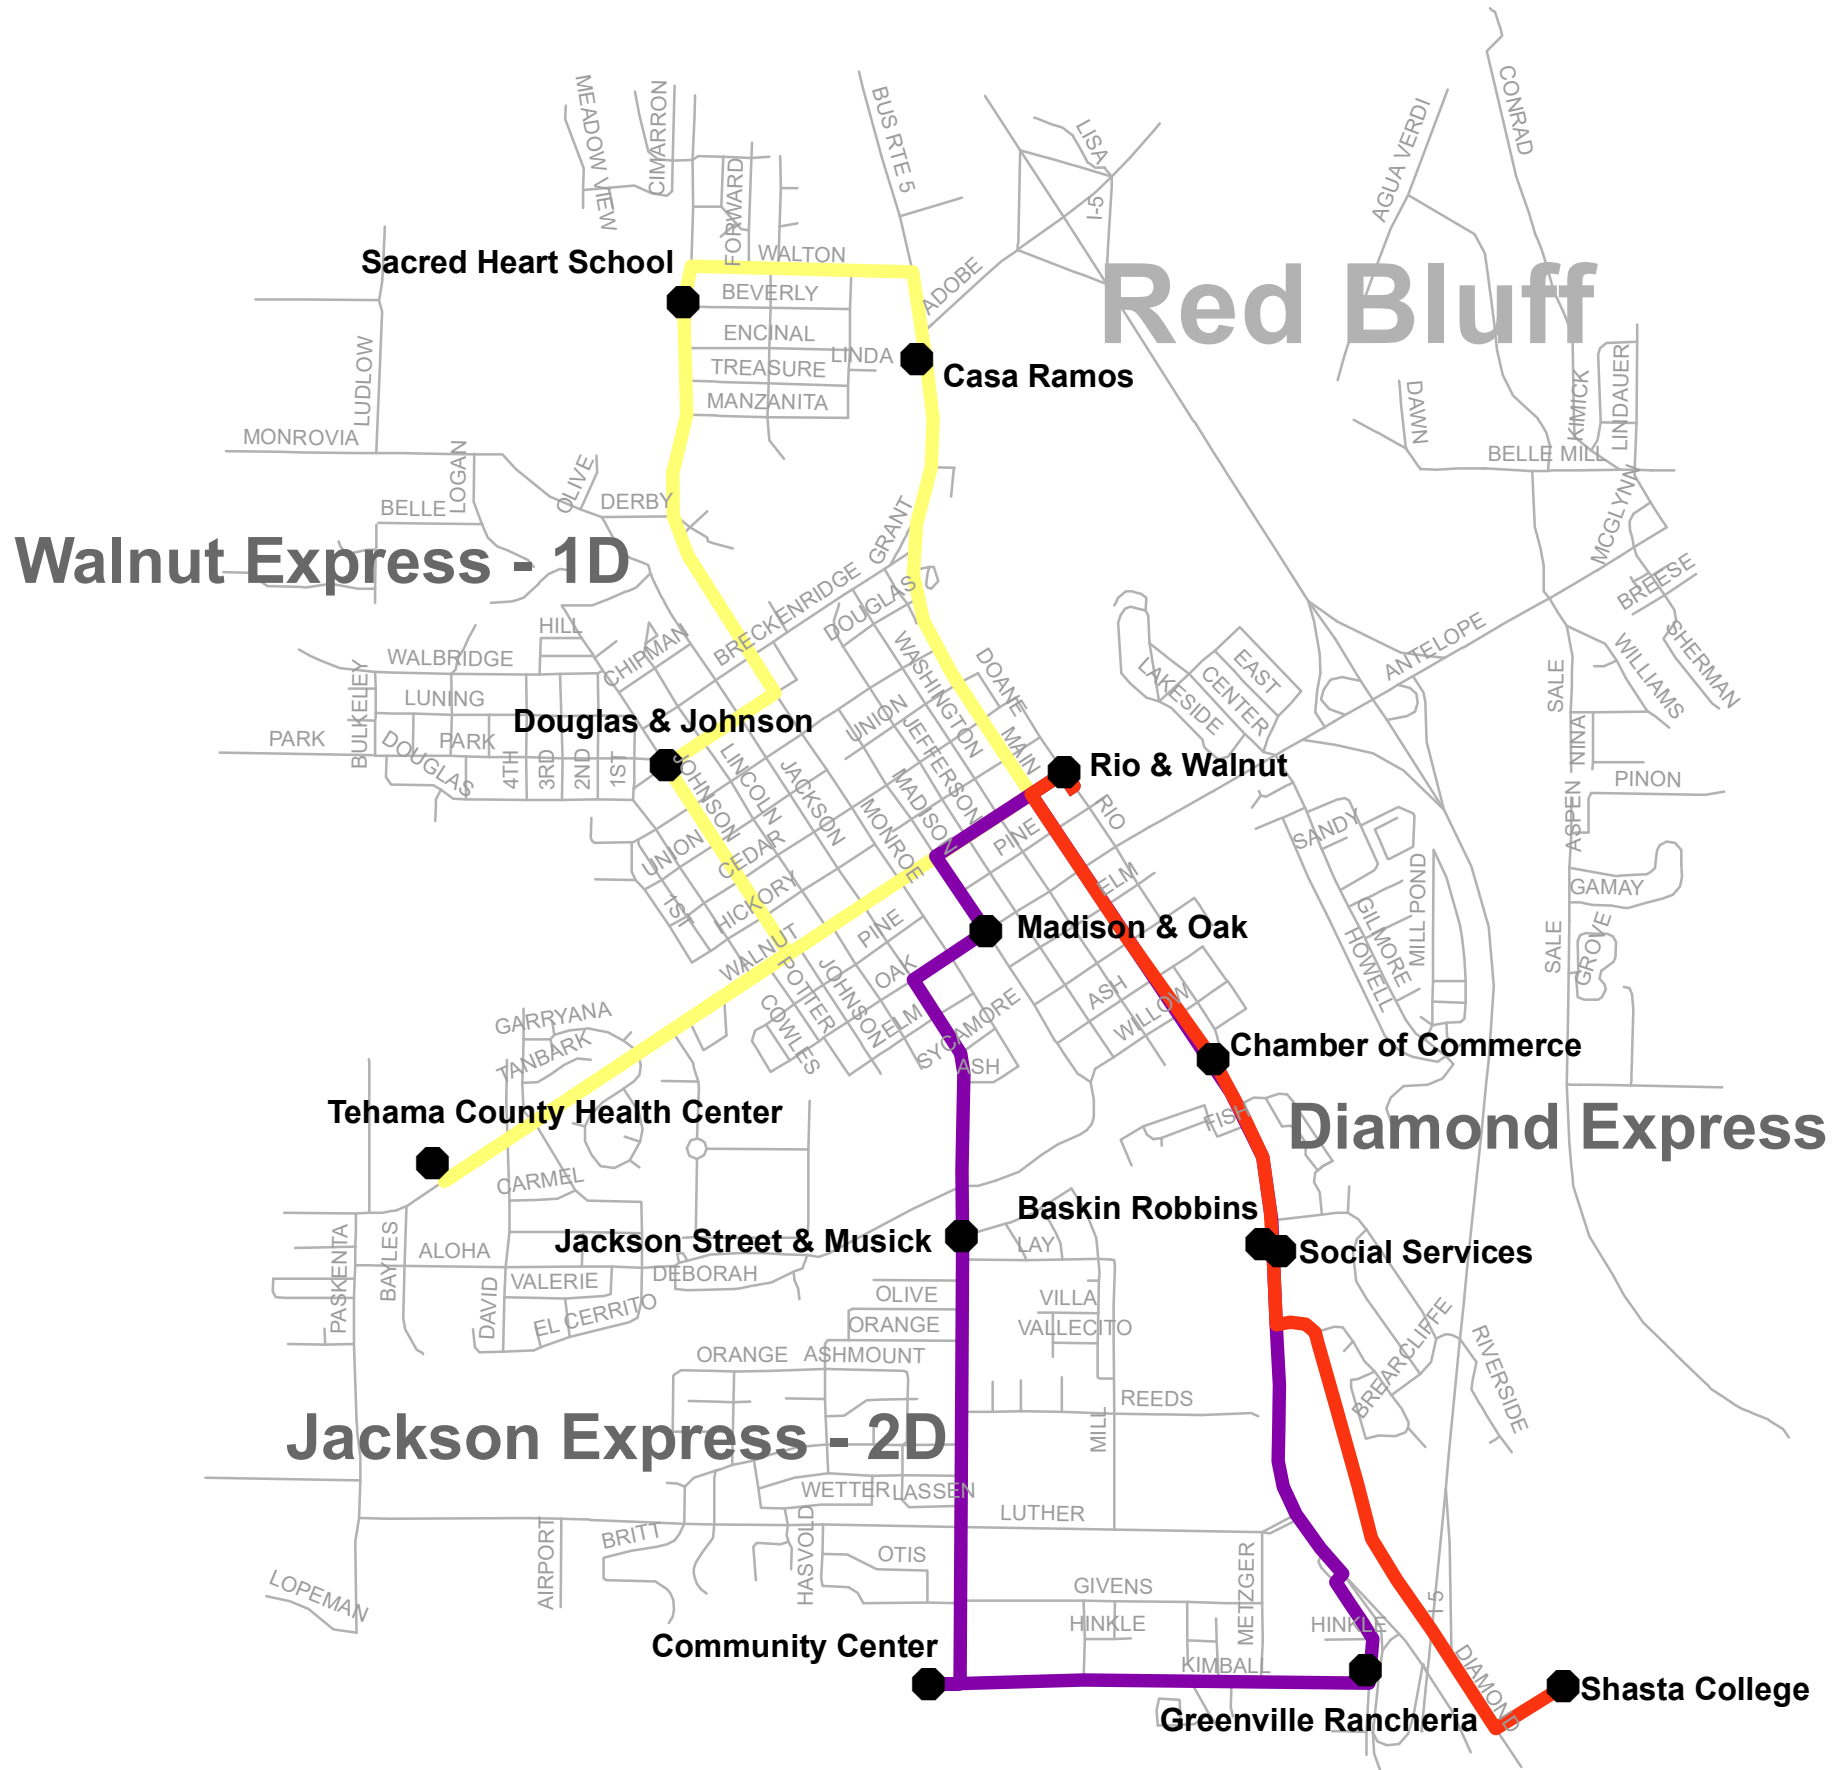 MEADOW VIEW
CIMARRON
FORWARD
BUS RTE 5
LISA
I-5
AGUA VERDI
CONRAD
Sacred Heart School
WALTON
BEVERLY
ADOBE
Red Bluff
ENCINAL
LINDA
TREASURE
MANZANITA
Casa Ramos
LUDLOW
MONROVIA
LOGAN
OLIVE
DERBY
BELLE
DAWN
KIMICK
LINDAUER
BELLE MILL
MCGLYNN
BREESE
SHERMAN
WILLIAMS
Walnut Express - 1D
GRANT
BRECKENRIDGE
DOUGLAS
HILL
CHIPMAN
WALBRIDGE
BULKELEY
LUNING
WASHINGTON
DOANE
LAKESIDE
EAST
CENTER
ANTELOPE
SALE
Douglas & Johnson
PARK
DOUGLAS
PARK
4TH
3RD
2ND
1ST
UNION
JEFFERSON
MAIN
Rio & Walnut
JOHNSON
LINCOLN
JACKSON
MADISON
MONROE
PINE
RIO
ASPEN NINA
PINON
SANDY
UNION
CEDAR
HICKORY
1ST
ELM
GILMORE
MILL POND
HOWELL
GAMAY
GROVE
SALE
WALNUT
PINE
Madison & Oak
POTTER
JOHNSON
OAK
COWLES
ELM
SYCAMORE
ASH
ASH
WILLOW
GARRYANA
TANBARK
Chamber of Commerce
Tehama County Health Center
FISH
Diamond Express
CARMEL
Baskin Robbins
PASKENTA
BAYLES
ALOHA
Jackson Street & Musick
LAY
Social Services
VALERIE
DEBORAH
DAVID
EL CERRITO
OLIVE
ORANGE
VILLA
VALLECITO
BREARCLIFFE
RIVERSIDE
ORANGE
ASHMOUNT
REEDS
MILL
Jackson Express - 2D
WETTER
LASSEN
LUTHER
AIRPORT
BRITT
HASVOLD
OTIS
LOPEMAN
GIVENS
METZGER
HINKLE
HINKLE
I 5
Community Center
KIMBALL
DIAMOND
Shasta College
Greenville Rancheria